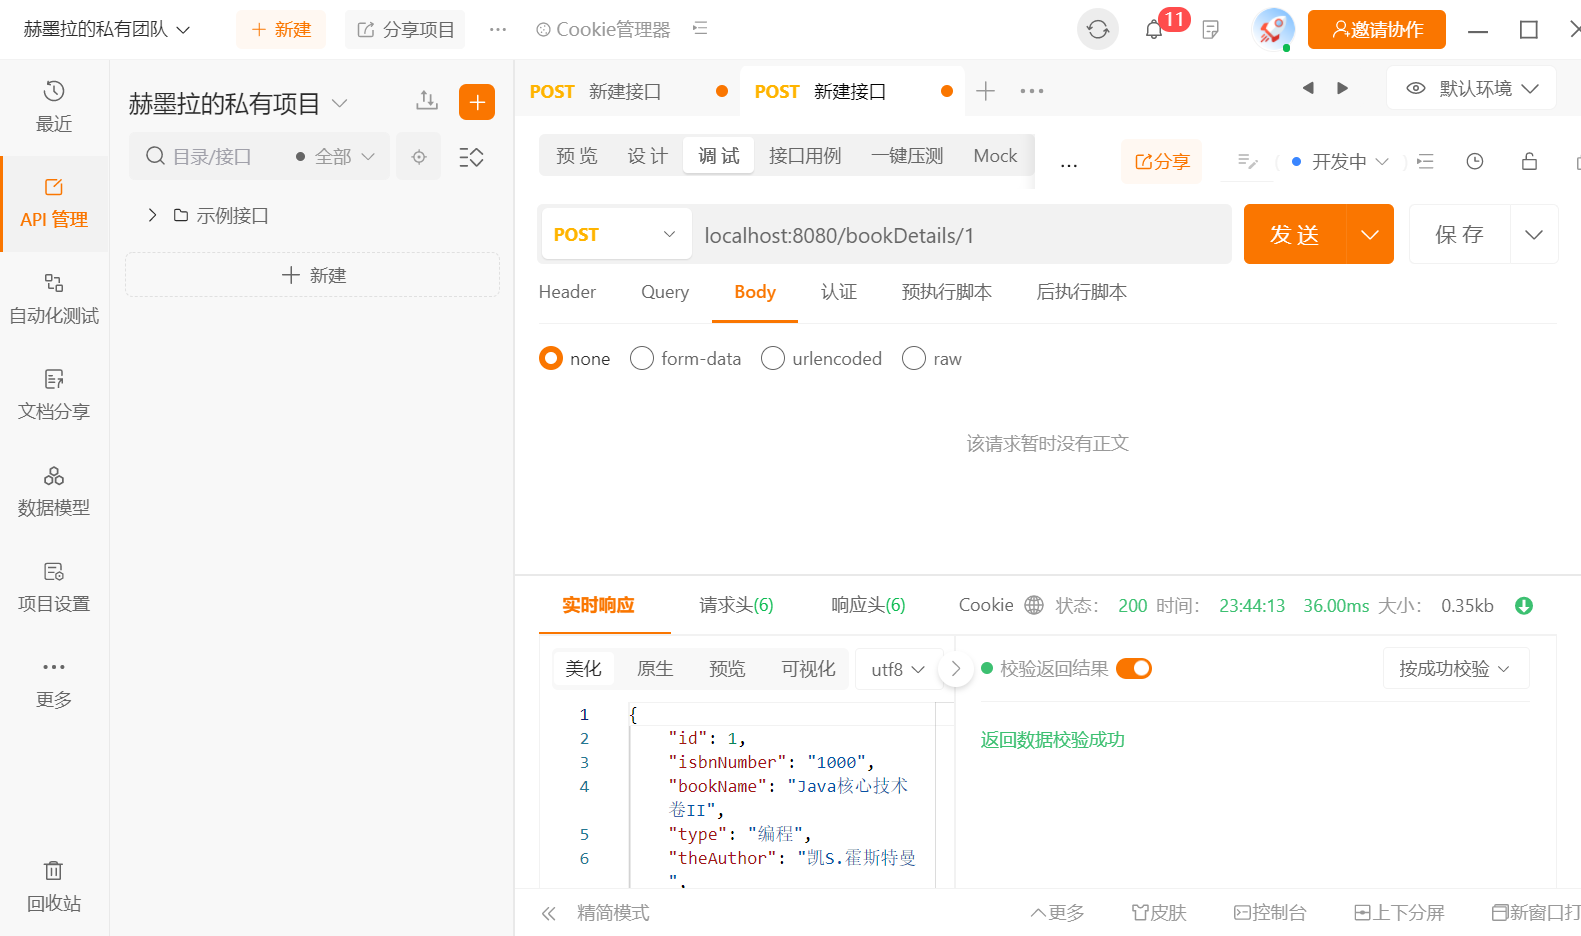 赫墨拉的私有团队
新建
分享项目
Cookie管理器
11
邀请协作
最近
API 管理
自动化测试
文档分享
数据模型
项目设置
更多
回收站
赫墨拉的私有项目
目录/接口
全部
示例接口
新建
POST 新建接口
POST 新建接口
默认环境
预 览 设 计 调 试 接口用例 一键压测 Mock ...
分享
开发中
POST
localhost:8080/bookDetails/1
发 送
保 存
Header Query Body 认证 预执行脚本 后执行脚本
none form-data urlencoded raw
该请求暂时没有正文
实时响应 请求头(6) 响应头(6) Cookie 状态: 200 时间: 23:44:13 36.00ms 大小: 0.35kb
美化 原生 预览 可视化 utf8
校验返回结果
按成功校验
返回数据校验成功
1 {
2 "id": 1,
3 "isbnNumber": "1000",
4 "bookName": "Java核心技术
卷II",
5 "type": "编程",
6 "theAuthor": "凯S.霍斯特曼
",
精简模式
更多
皮肤
控制台
上下分屏
新窗口打